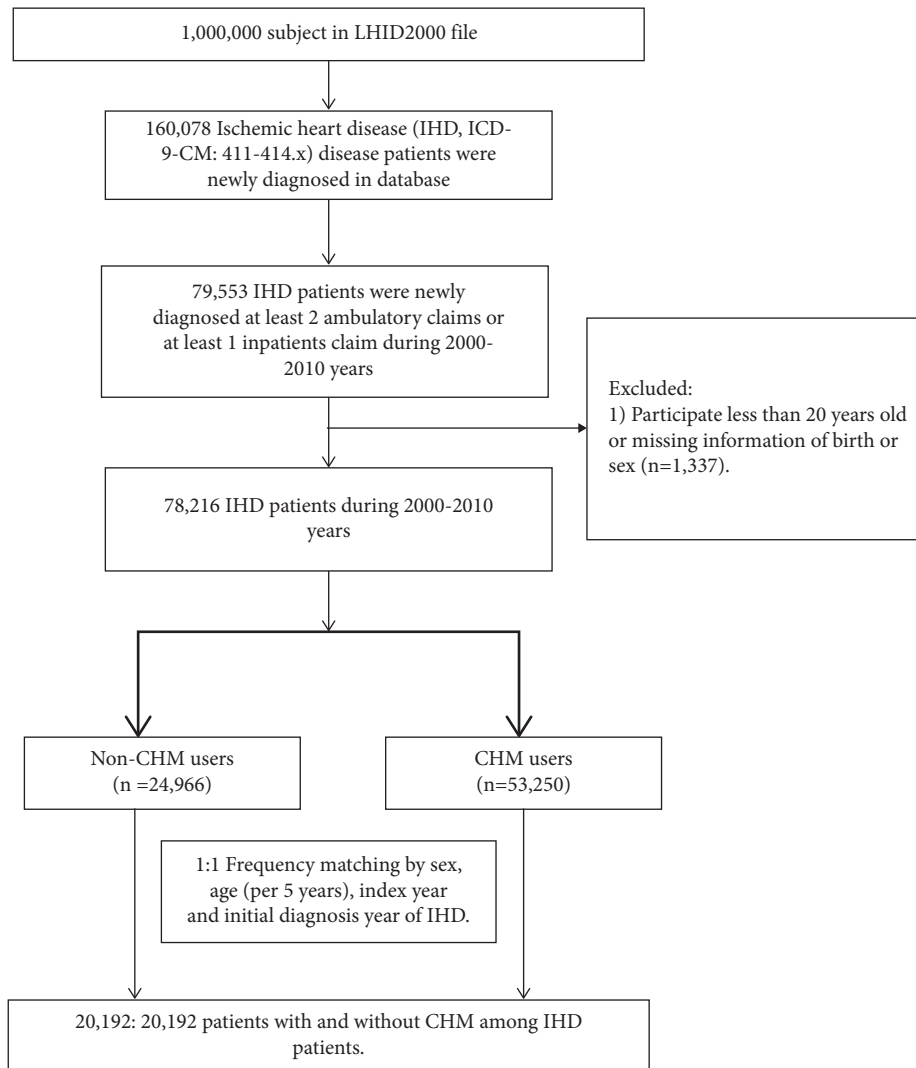 1,000,000 subject in LHID2000 file
160,078 Ischemic heart disease (IHD, ICD-
9-CM: 411-414.x) disease patients were
newly diagnosed in database
79,553 IHD patients were newly
diagnosed at least 2 ambulatory claims or
at least 1 inpatients claim during 2000-
2010 years
Excluded:
1) Participate less than 20 years old
or missing information of birth or
sex (n=1,337).
78,216 IHD patients during 2000-2010
years
Non-CHM users
(n =24,966)
CHM users
(n=53,250)
1:1 Frequency matching by sex,
age (per 5 years), index year
and initial diagnosis year of IHD.
20,192: 20,192 patients with and without CHM among IHD
patients.